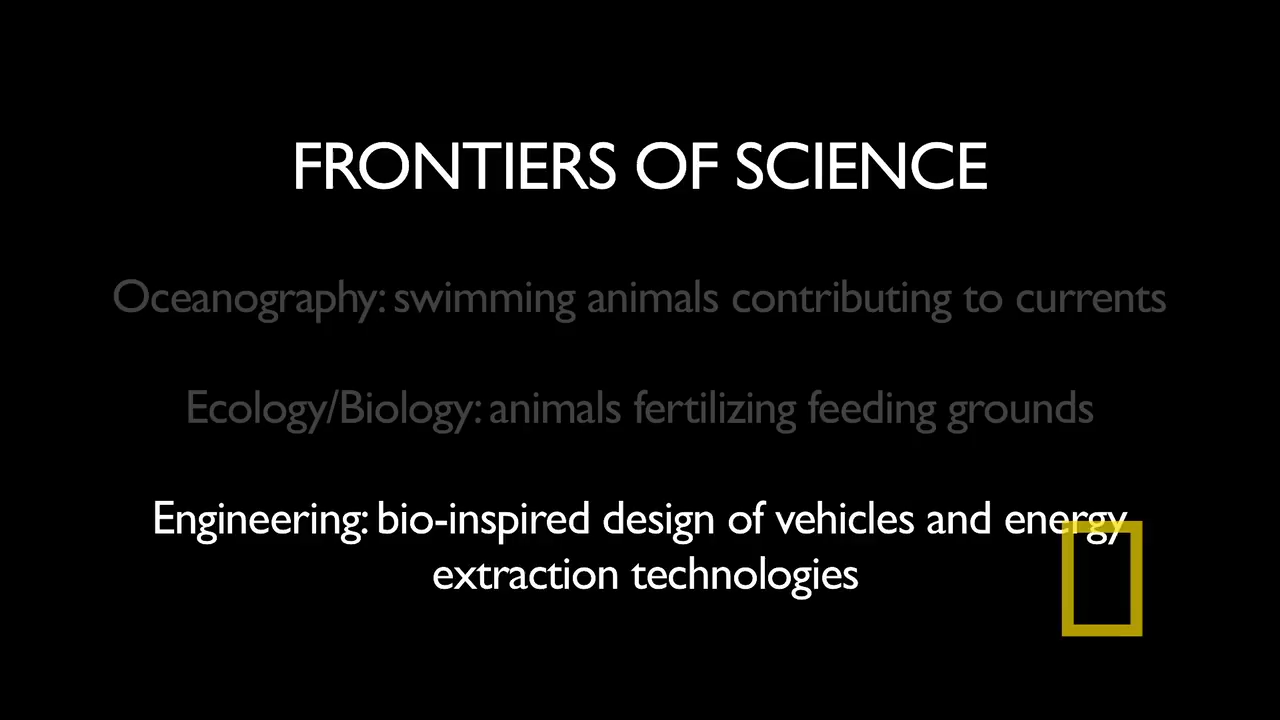 FRONTIERS OF SCIENCE
Oceanography: swimming animals contributing to currents
Ecology/Biology: animals fertilizing feeding grounds
Engineering: bio-inspired design of vehicles and energy
extraction technologies